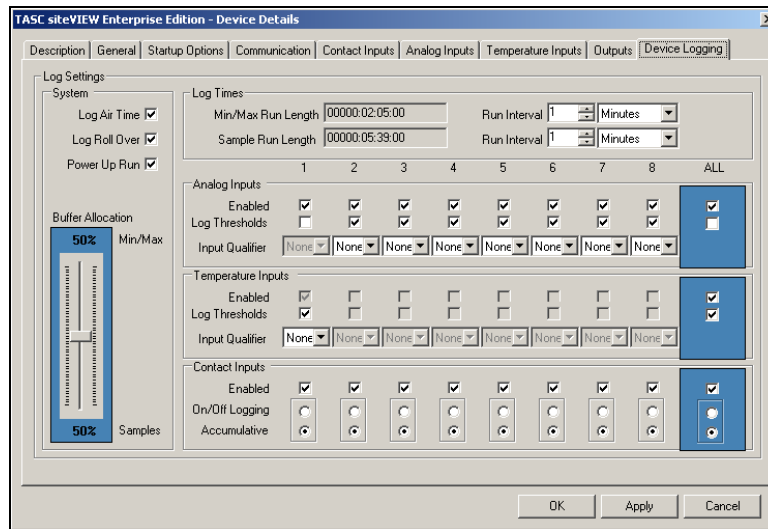 TASC siteVIEW Enterprise Edition - Device Details
Description General Startup Options Communication Contact Inputs Analog Inputs Temperature Inputs Outputs Device Logging
Log Settings
System
Log Air Time
Log Roll Over
Power Up Run
Buffer Allocation
50% Min/Max
50% Samples
Log Times
Min/Max Run Length 00000:02:05:00 Run Interval 1 Minutes
Sample Run Length 00000:05:39:00 Run Interval 1 Minutes
1 2 3 4 5 6 7 8 ALL
Analog Inputs
Enabled
Log Thresholds
Input Qualifier None None None None None None None None
Temperature Inputs
Enabled
Log Thresholds
Input Qualifier None None None None None None None None
Contact Inputs
Enabled
On/Off Logging
Accumulative
OK Apply Cancel